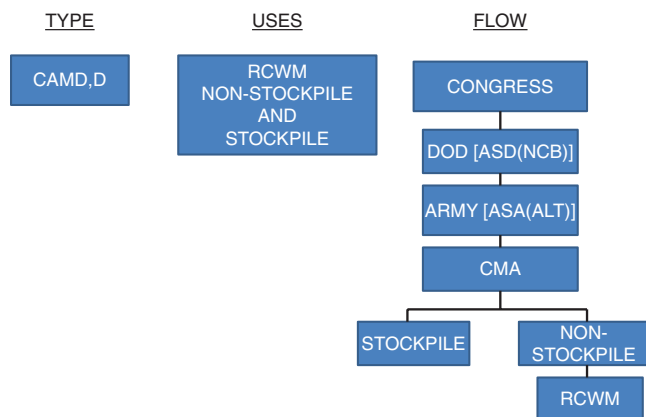 TYPE
USES
FLOW
CAMD,D
RCWM
NON-STOCKPILE
AND
STOCKPILE
CONGRESS
DOD [ASD(NCB)]
ARMY [ASA(ALT)]
CMA
STOCKPILE
NON-
STOCKPILE
RCWM